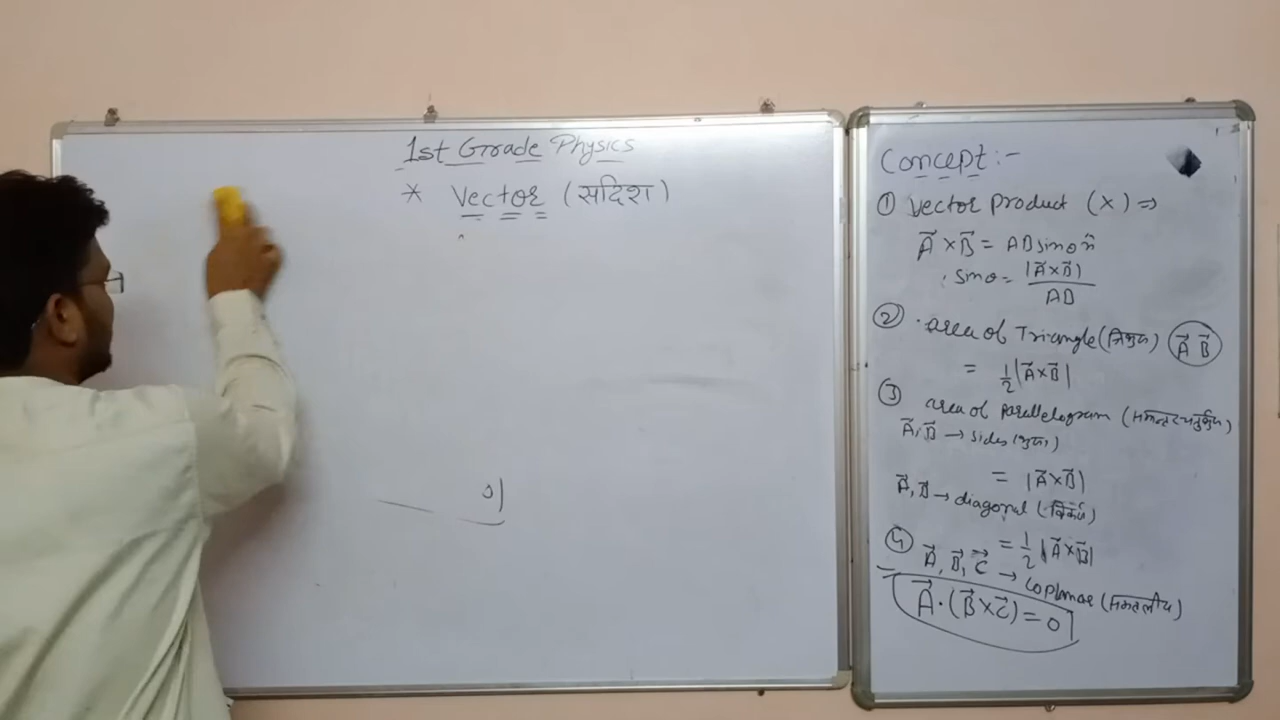 1st Grade Physics
* Vector (सदिश)
0
Concept :-
① Vector Product (×) ⇒
A⃗ × B⃗ = AB sinθ n̂
sinθ = |A⃗×B⃗| / AB
② area of Triangle (त्रिभुज) A⃗ B⃗
= 1/2 |A⃗×B⃗|
③ area of Parallelogram (समान्तर चतुर्भुज)
A⃗, B⃗ → sides (भुजा)
= |A⃗×B⃗|
A⃗, B⃗ → diagonal (विकर्ण)
= 1/2 |A⃗×B⃗|
④ A⃗, B⃗, C⃗ → Coplanar (समतलीय)
A⃗·(B⃗×C⃗) = 0